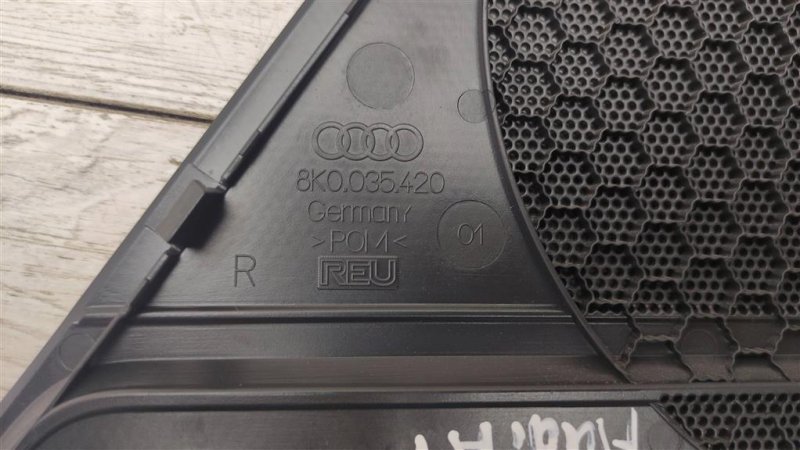 8K0.035.420
Germany
>POM<
01
R
REU